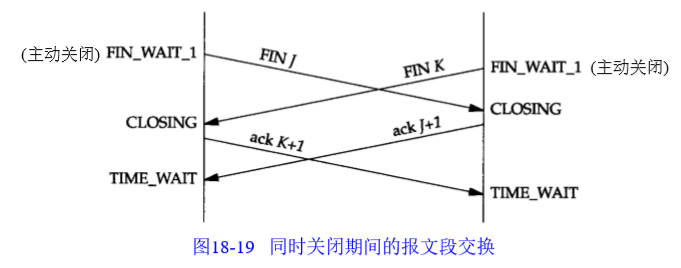 (主动关闭) FIN_WAIT_1
FIN J
FIN K
FIN_WAIT_1 (主动关闭)
CLOSING
CLOSING
ack K+1
ack J+1
TIME_WAIT
TIME_WAIT
图18-19 同时关闭期间的报文段交换